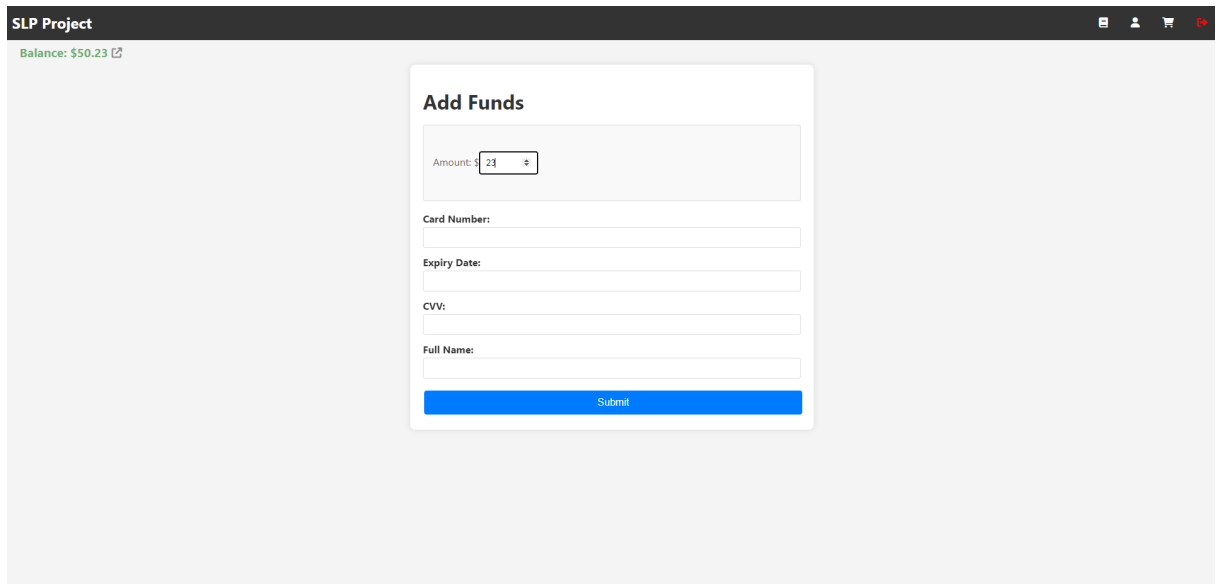 SLP Project
Balance: $50.23
Add Funds
Amount: $ 23
Card Number:
Expiry Date:
CVV:
Full Name:
Submit